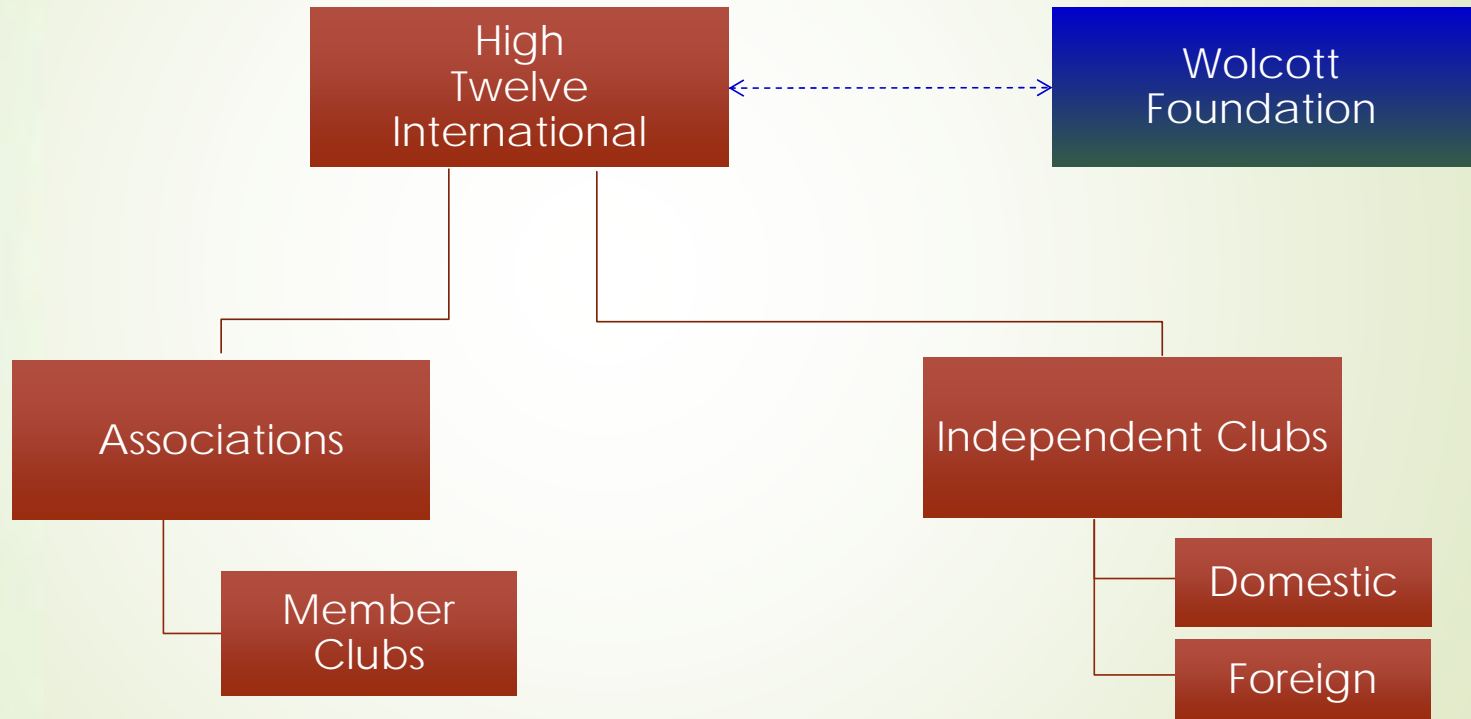 High
Twelve
International
Wolcott
Foundation
Associations
Independent Clubs
Member
Clubs
Domestic
Foreign